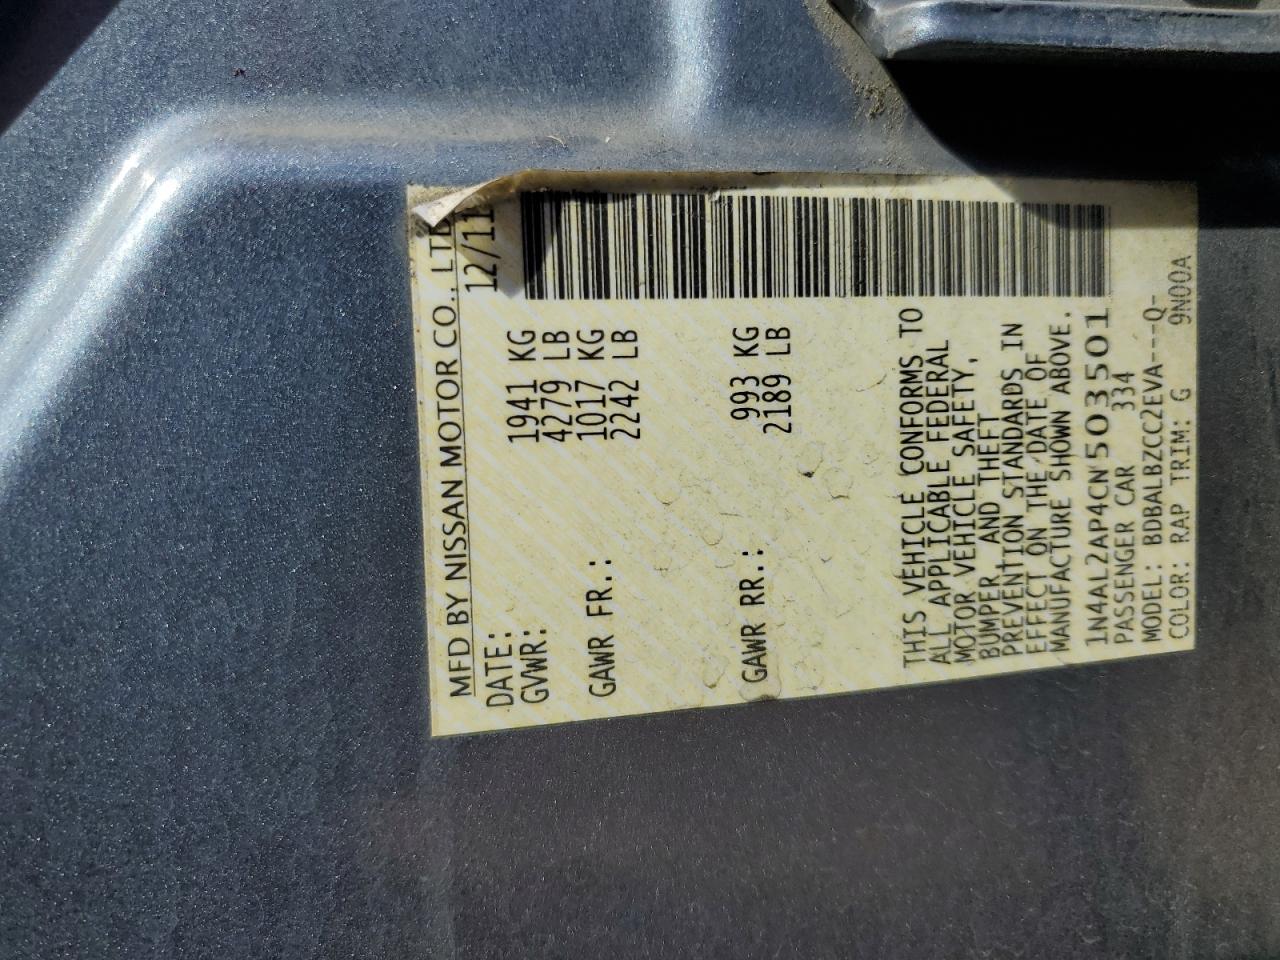 MFD BY NISSAN MOTOR CO., LTD
DATE: 12/11
GVWR: 1941 KG
4279 LB
GAWR FR.: 1017 KG
2242 LB
GAWR RR.: 993 KG
2189 LB
THIS VEHICLE CONFORMS TO
ALL APPLICABLE FEDERAL
MOTOR VEHICLE SAFETY,
BUMPER AND THEFT
PREVENTION STANDARDS IN
EFFECT ON THE DATE OF
MANUFACTURE SHOWN ABOVE.
1N4AL2AP4CN503501
PASSENGER CAR 334
MODEL: BDBALBZCC2EVA----Q-
COLOR: RAP TRIM: G 9N00A